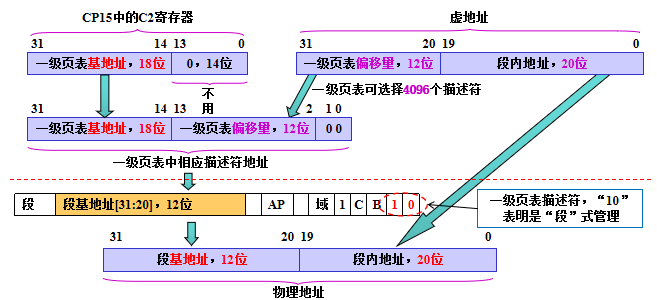 CP15中的C2寄存器
虚地址
31 14 13 0
31 20 19 0
一级页表基地址，18位 0，14位
一级页表偏移量，12位 段内地址，20位
不用
一级页表可选择4096个描述符
31 14 13 2 1 0
一级页表基地址，18位 一级页表偏移量，12位 0 0
一级页表中相应描述符地址
段 段基地址[31:20]，12位 AP 域 1 C B 1 0
一级页表描述符，“10”
表明是“段”式管理
31 20 19 0
段基地址，12位 段内地址，20位
物理地址